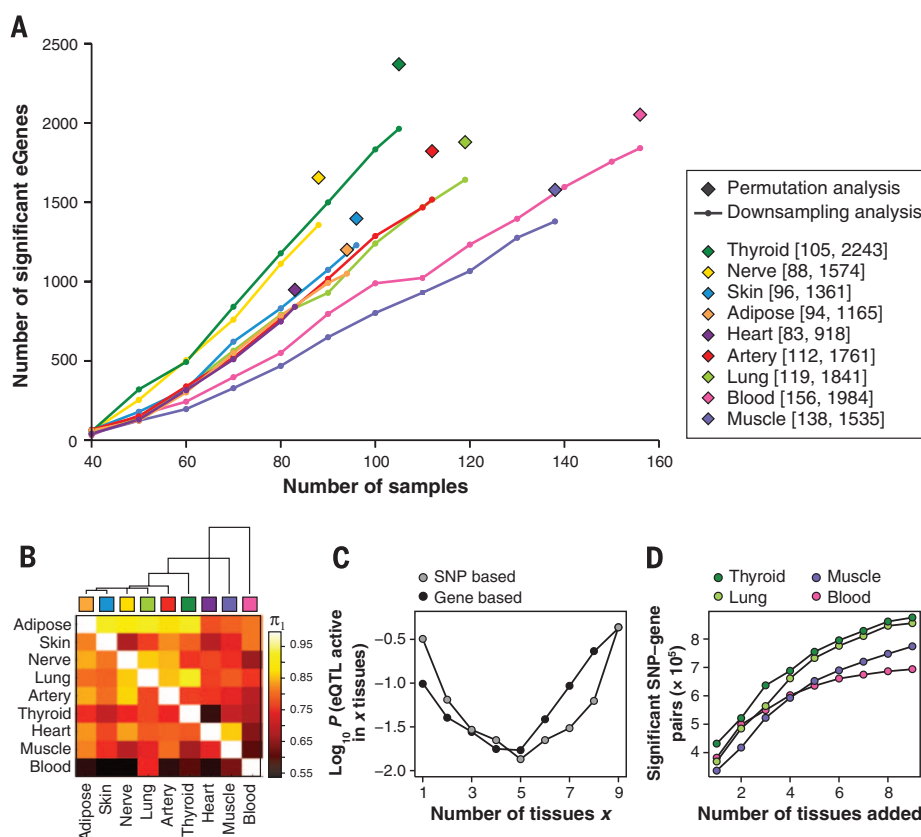 A
Number of significant eGenes
2500
2000
1500
1000
500
0
40 60 80 100 120 140 160
Number of samples
Permutation analysis
Downsampling analysis
Thyroid [105, 2243]
Nerve [88, 1574]
Skin [96, 1361]
Adipose [94, 1165]
Heart [83, 918]
Artery [112, 1761]
Lung [119, 1841]
Blood [156, 1984]
Muscle [138, 1535]
B
π1
Adipose
Skin
Nerve
Lung
Artery
Thyroid
Heart
Muscle
Blood
0.95
0.85
0.75
0.65
0.55
Adipose
Skin
Nerve
Lung
Artery
Thyroid
Heart
Muscle
Blood
C
SNP based
Gene based
Log10 P (eQTL active
in x tissues)
−0.5
−1.0
−1.5
−2.0
1 3 5 7 9
Number of tissues x
D
Thyroid Muscle
Lung Blood
Significant SNP–gene
pairs (× 10⁵)
8
7
6
5
4
2 4 6 8
Number of tissues added